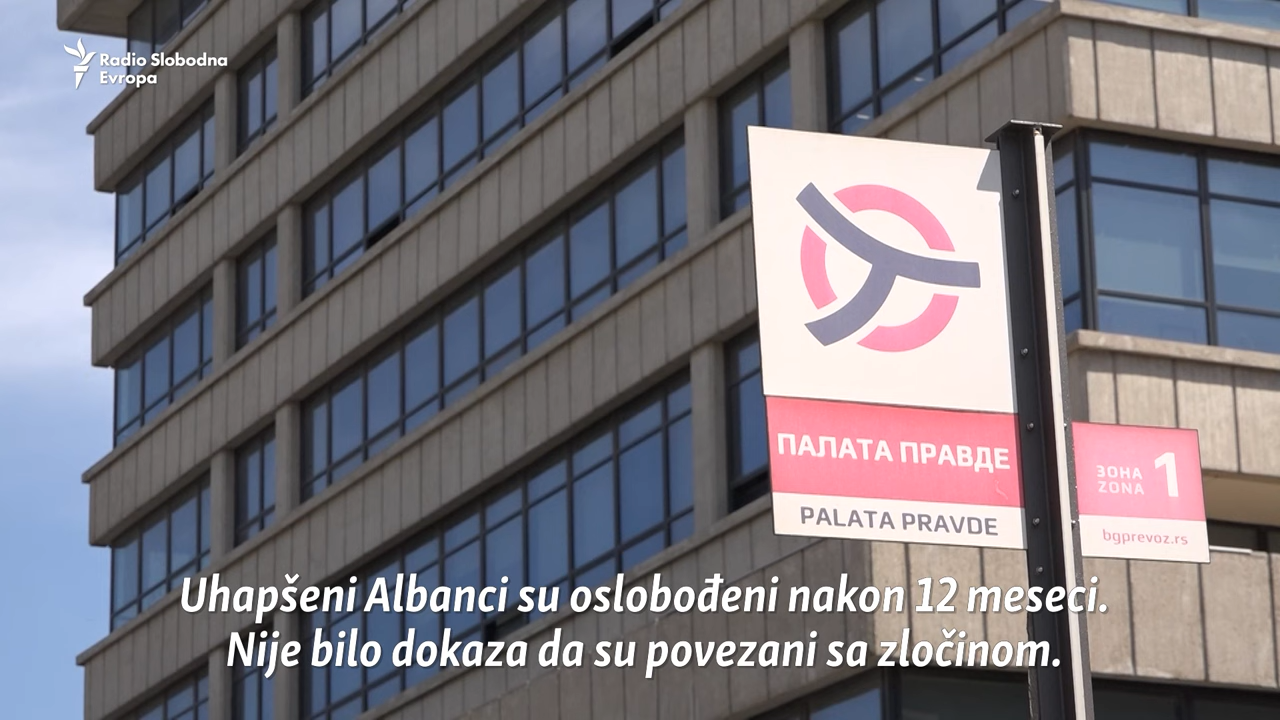 Radio Slobodna
Evropa
ПАЛАТА ПРАВДЕ
PALATA PRAVDE
ЗОНА
ZONA
1
bgprevoz.rs
Uhapšeni Albanci su oslobođeni nakon 12 meseci.
Nije bilo dokaza da su povezani sa zločinom.